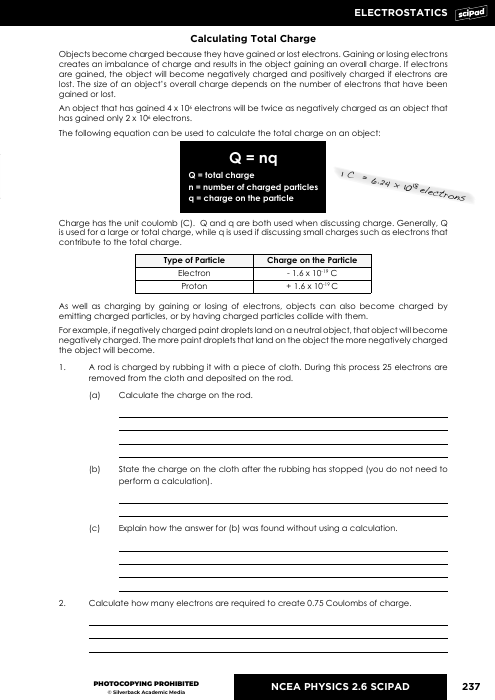 ELECTROSTATICS scipad
Calculating Total Charge
Objects become charged because they have gained or lost electrons. Gaining or losing electrons
creates an imbalance of charge and results in the object gaining an overall charge. If electrons
are gained, the object will become negatively charged and positively charged if electrons are
lost. The size of an object's overall charge depends on the number of electrons that have been
gained or lost.
An object that has gained 4 x 10⁶ electrons will be twice as negatively charged as an object that
has gained only 2 x 10⁶ electrons.
The following equation can be used to calculate the total charge on an object:
Q = nq
Q = total charge
n = number of charged particles
q = charge on the particle
1 C = 6.24 x 10¹⁸ electrons
Charge has the unit coulomb (C). Q and q are both used when discussing charge. Generally, Q
is used for a large or total charge, while q is used if discussing small charges such as electrons that
contribute to the total charge.
Type of Particle Charge on the Particle
Electron - 1.6 x 10⁻¹⁹ C
Proton + 1.6 x 10⁻¹⁹ C
As well as charging by gaining or losing of electrons, objects can also become charged by
emitting charged particles, or by having charged particles collide with them.
For example, if negatively charged paint droplets land on a neutral object, that object will become
negatively charged. The more paint droplets that land on the object the more negatively charged
the object will become.
1. A rod is charged by rubbing it with a piece of cloth. During this process 25 electrons are
removed from the cloth and deposited on the rod.
(a) Calculate the charge on the rod.
(b) State the charge on the cloth after the rubbing has stopped (you do not need to
perform a calculation).
(c) Explain how the answer for (b) was found without using a calculation.
2. Calculate how many electrons are required to create 0.75 Coulombs of charge.
PHOTOCOPYING PROHIBITED
© Silverback Academic Media
NCEA PHYSICS 2.6 SCIPAD 237